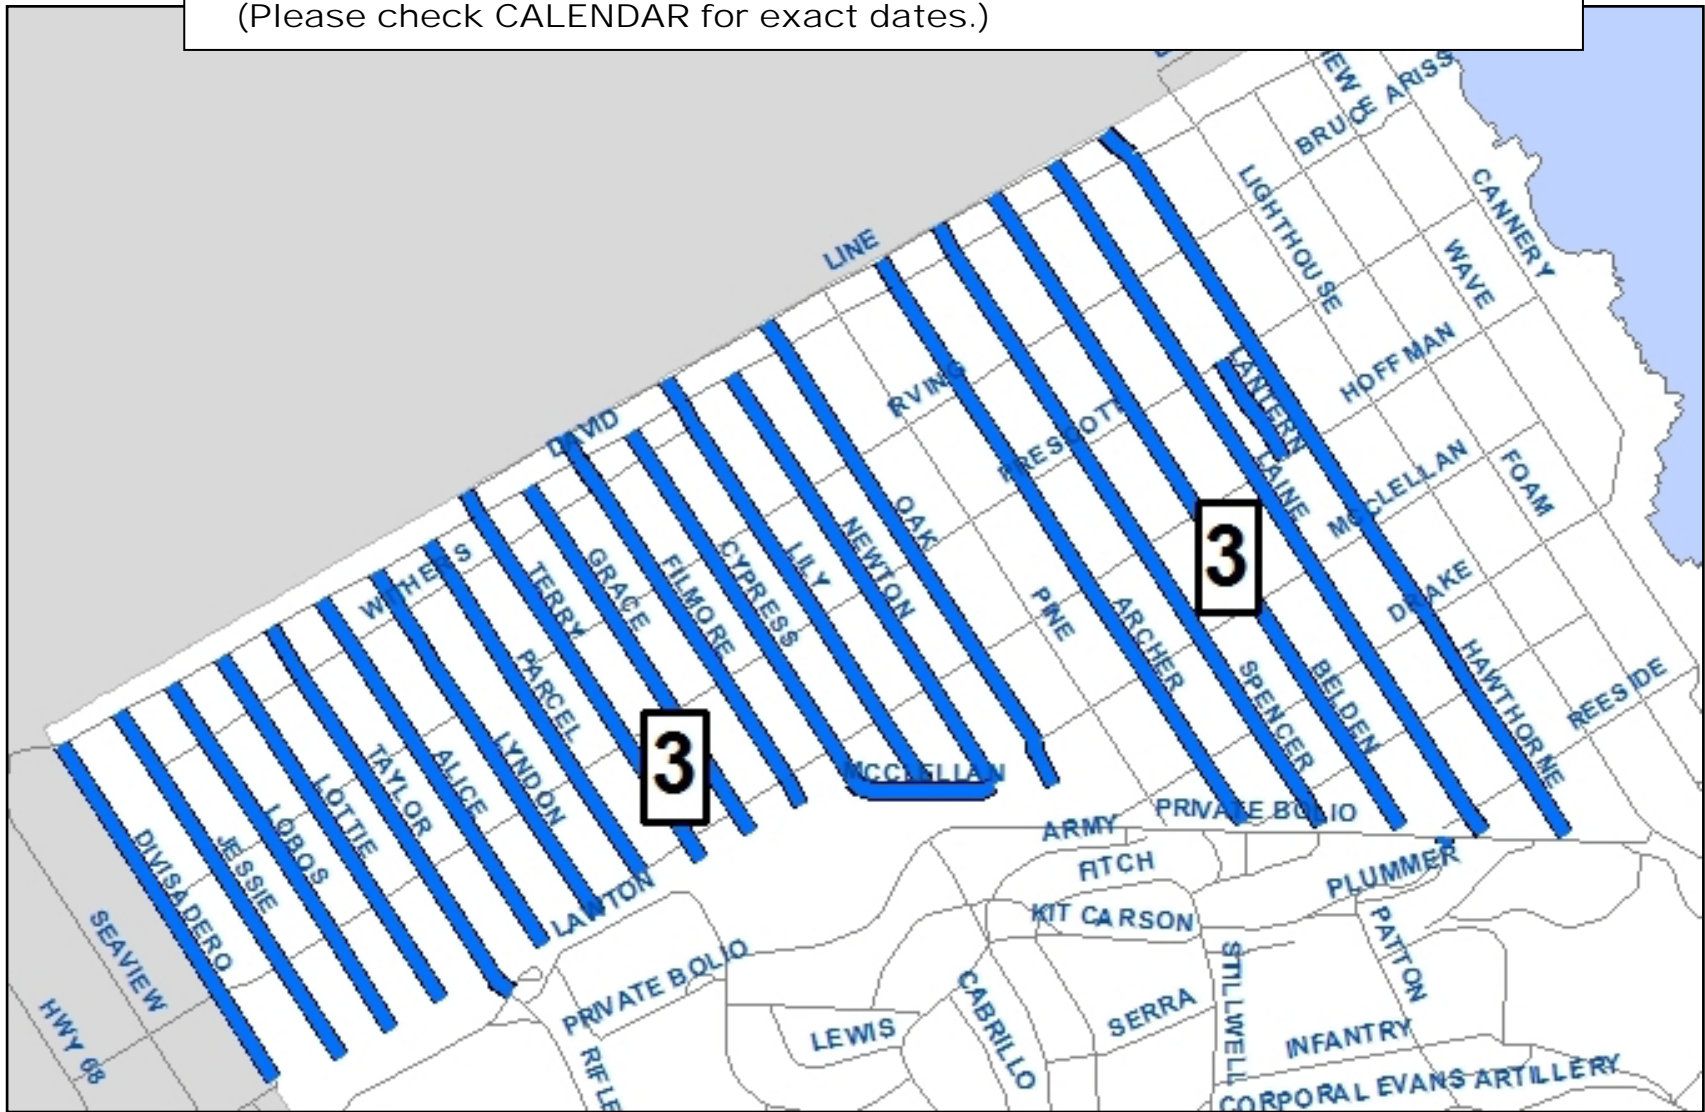 (Please check CALENDAR for exact dates.)
BRUCE ARISS
LIGHTHOUSE
CANNERY
WAVE
LINE
HOFFMAN
LANTERN
IRVING
PRESCOTT
DAVID
LAINE
MCCLELLAN
FOAM
OAK
NEWTON
LILY
CYPRESS
FILMORE
GRACE
TERRY
WITHERS
3
DRAKE
PINE
ARCHER
HAWTHORNE
REESIDE
PARCEL
SPENCER
BELDEN
3
LYNDON
ALICE
TAYLOR
LOTTIE
LOBOS
JESSIE
DIVISADERO
MCCLELLAN
PRIVATE BOLIO
ARMY
FITCH
PLUMMER
LAWTON
KIT CARSON
SEAVIEW
HWY 68
PRIVATE BOLIO
CABRILLO
STILLWELL
PATTON
LEWIS
SERRA
INFANTRY
RIFLE
CORPORAL EVANS ARTILLERY